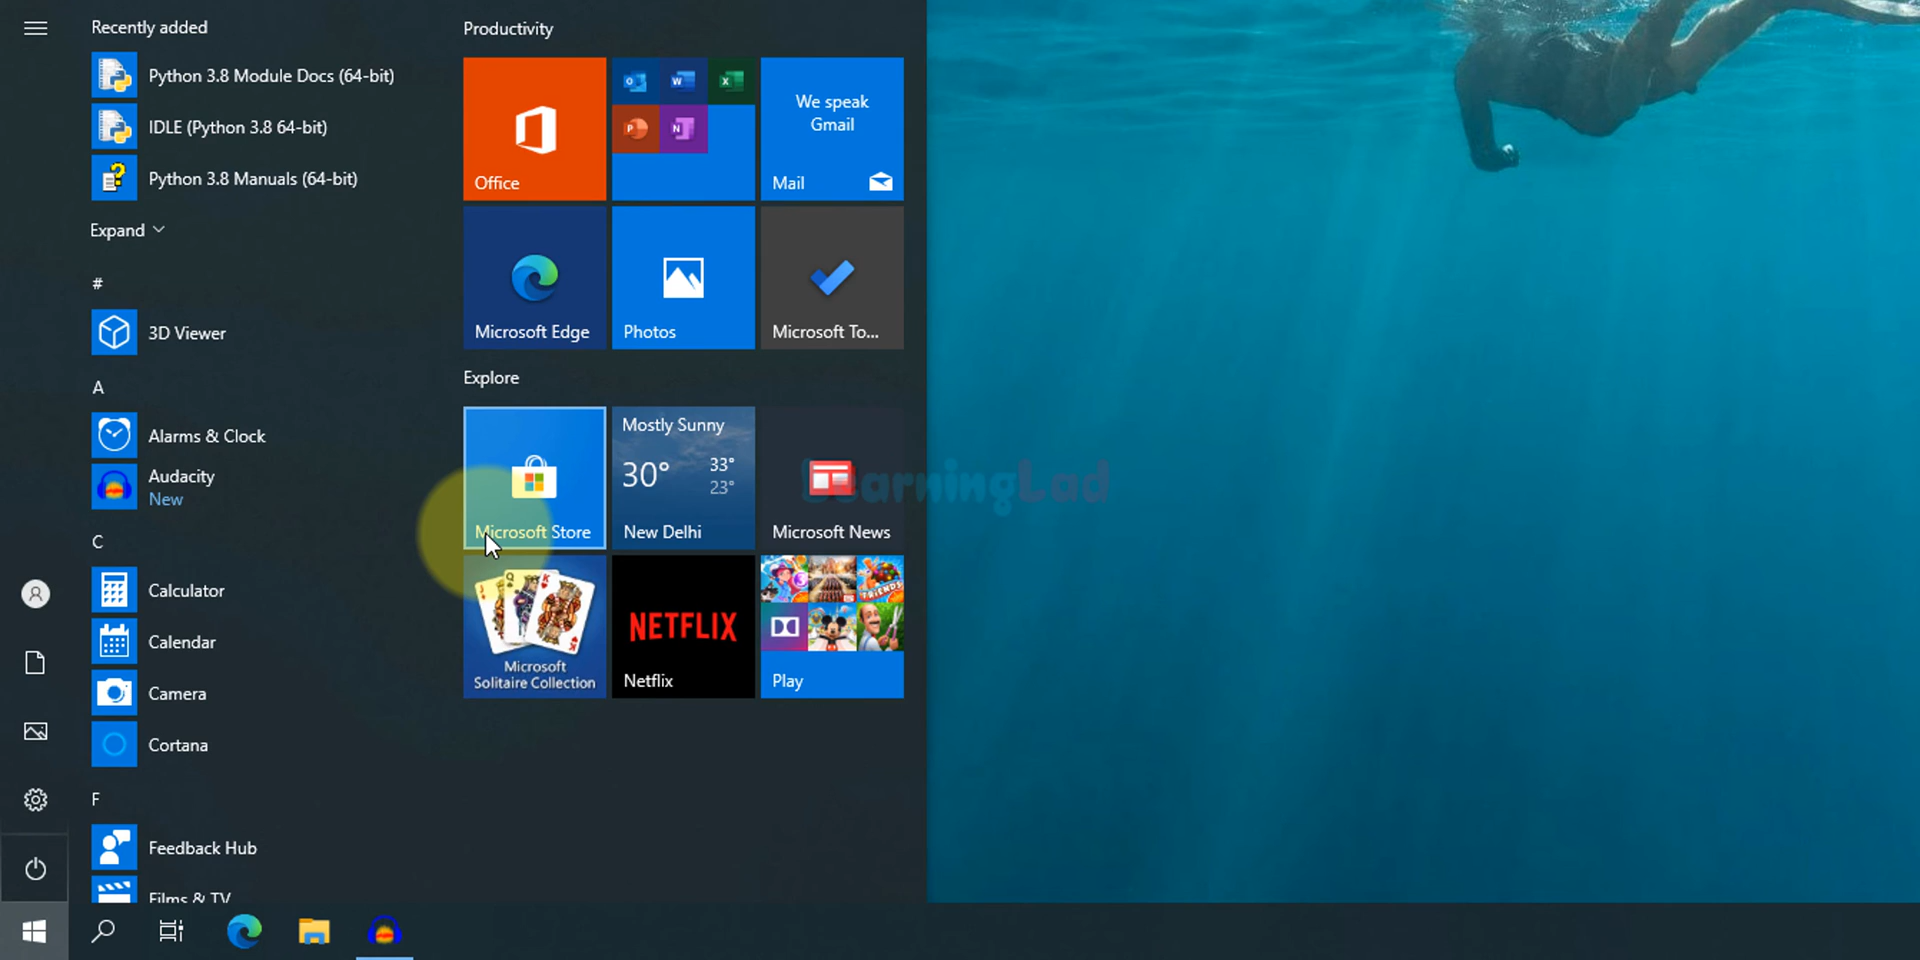 Recently added
Python 3.8 Module Docs (64-bit)
IDLE (Python 3.8 64-bit)
Python 3.8 Manuals (64-bit)
Expand
#
3D Viewer
A
Alarms & Clock
Audacity
New
C
Calculator
Calendar
Camera
Cortana
F
Feedback Hub
Films & TV
Productivity
Office
We speak
Gmail
Mail
Microsoft Edge
Photos
Microsoft To...
Explore
Microsoft Store
Mostly Sunny
30° 33°
23°
New Delhi
Microsoft News
LearningLad
Microsoft
Solitaire Collection
NETFLIX
Netflix
FRIENDS
Play